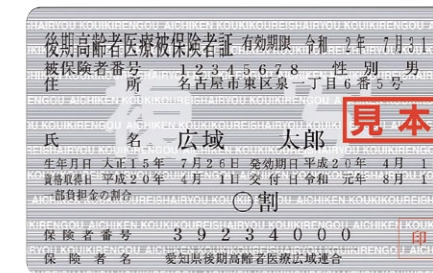 後期高齢者医療被保険者証 有効期限 令和 2年 7月31
被保険者番号 12345678 性別 男
住所 名古屋市東区泉一丁目6番5号
見本
氏名 広域 太郎
生年月日 大正15年 7月26日 発効期日 平成20年 4月 1
資格取得日 平成20年 4月 1日 交付日 令和 元年 8月 1
一部負担金の割合 〇割
保険者番号 39234000
印
保険者名 愛知県後期高齢者医療広域連合